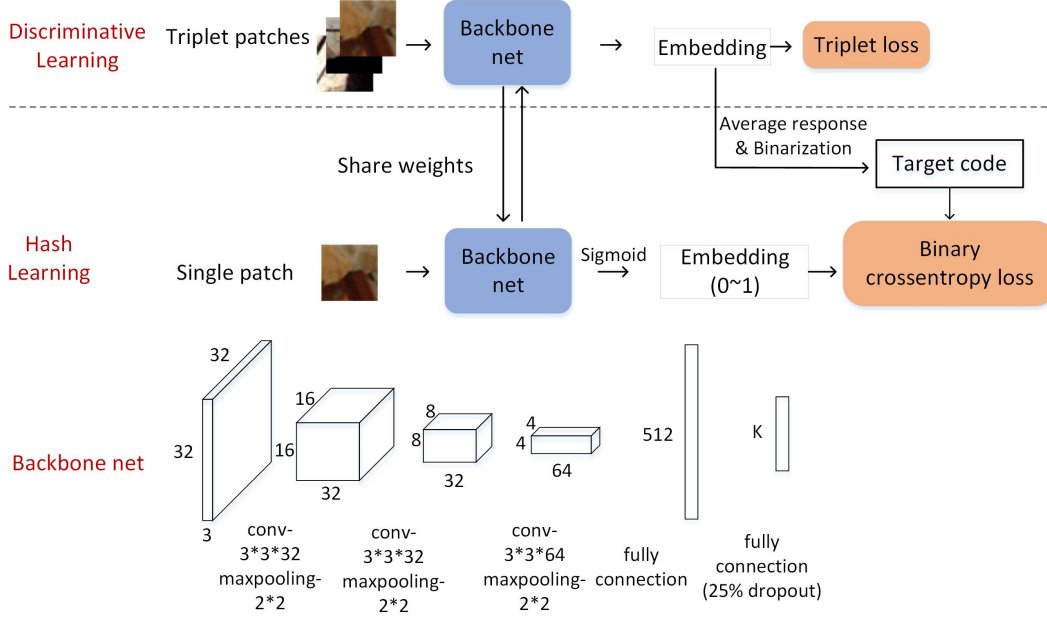 Discriminative
Learning
Triplet patches
Backbone
net
Embedding
Triplet loss
Average response
& Binarization
Share weights
Target code
Hash
Learning
Single patch
Backbone
net
Sigmoid
Embedding
(0~1)
Binary
crossentropy loss
Backbone net
32
32
3
16
16
32
8
8
32
4
4
64
512
K
conv-
3*3*32
maxpooling-
2*2
conv-
3*3*32
maxpooling-
2*2
conv-
3*3*64
maxpooling-
2*2
fully
connection
fully
connection
(25% dropout)